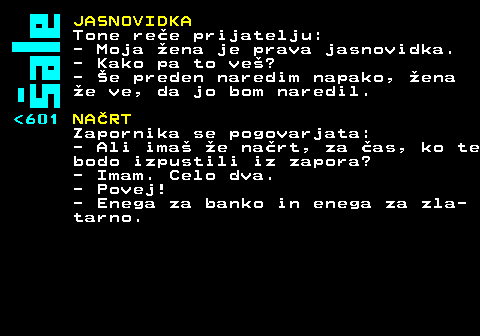 šale
JASNOVIDKA
Tone reče prijatelju:
- Moja žena je prava jasnovidka.
- Kako pa to veš?
- Še preden naredim napako, žena
že ve, da jo bom naredil.
<601 NAČRT
Zapornika se pogovarjata:
- Ali imaš že načrt, za čas, ko te
bodo izpustili iz zapora?
- Imam. Celo dva.
- Povej!
- Enega za banko in enega za zla-
tarno.